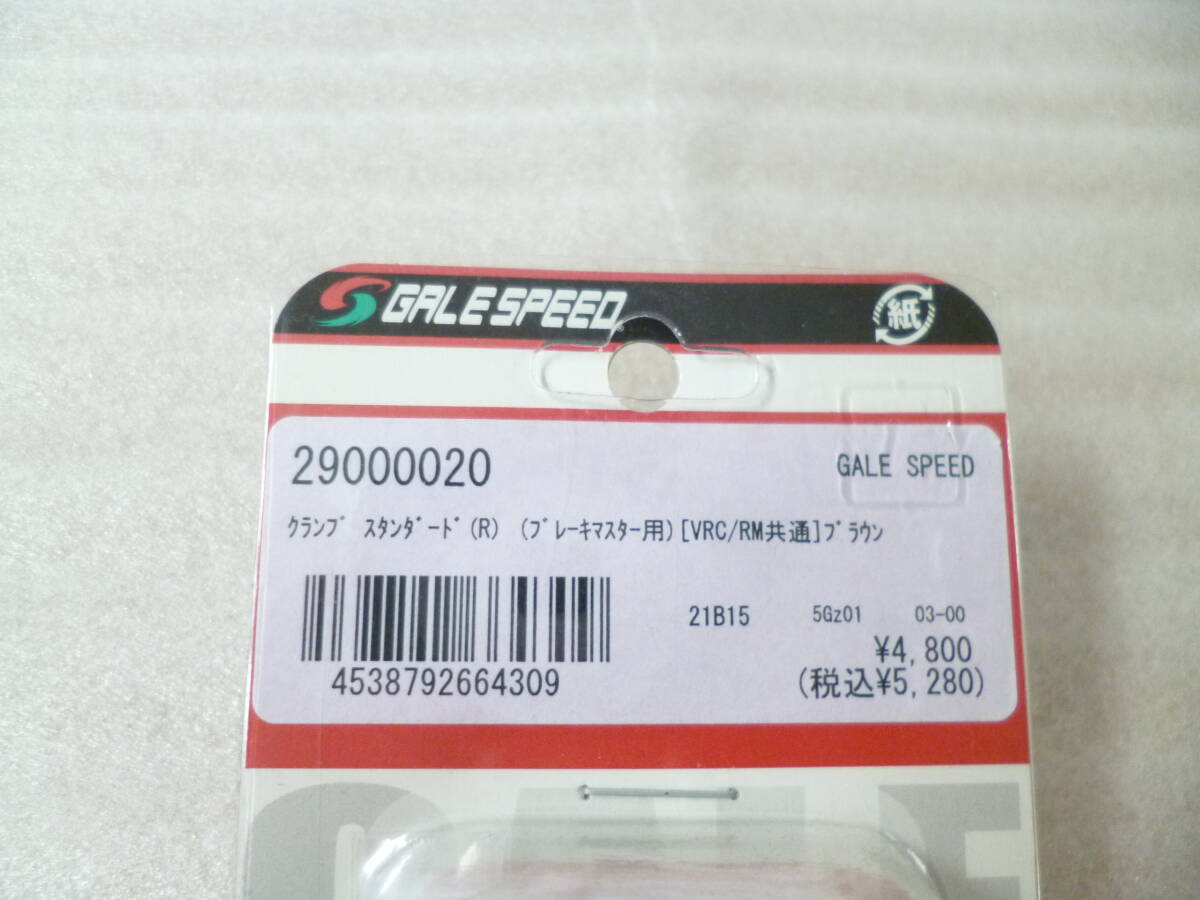 GALE SPEED
紙
29000020
GALE SPEED
ｸﾗﾝﾌﾟ ｽﾀﾝﾀﾞｰﾄﾞ(R) (ﾌﾞﾚｰｷﾏｽﾀｰ用)[VRC/RM共通]ﾌﾞﾗｳﾝ
21B15 5Gz01 03-00
¥4,800
4538792664309
(税込¥5,280)